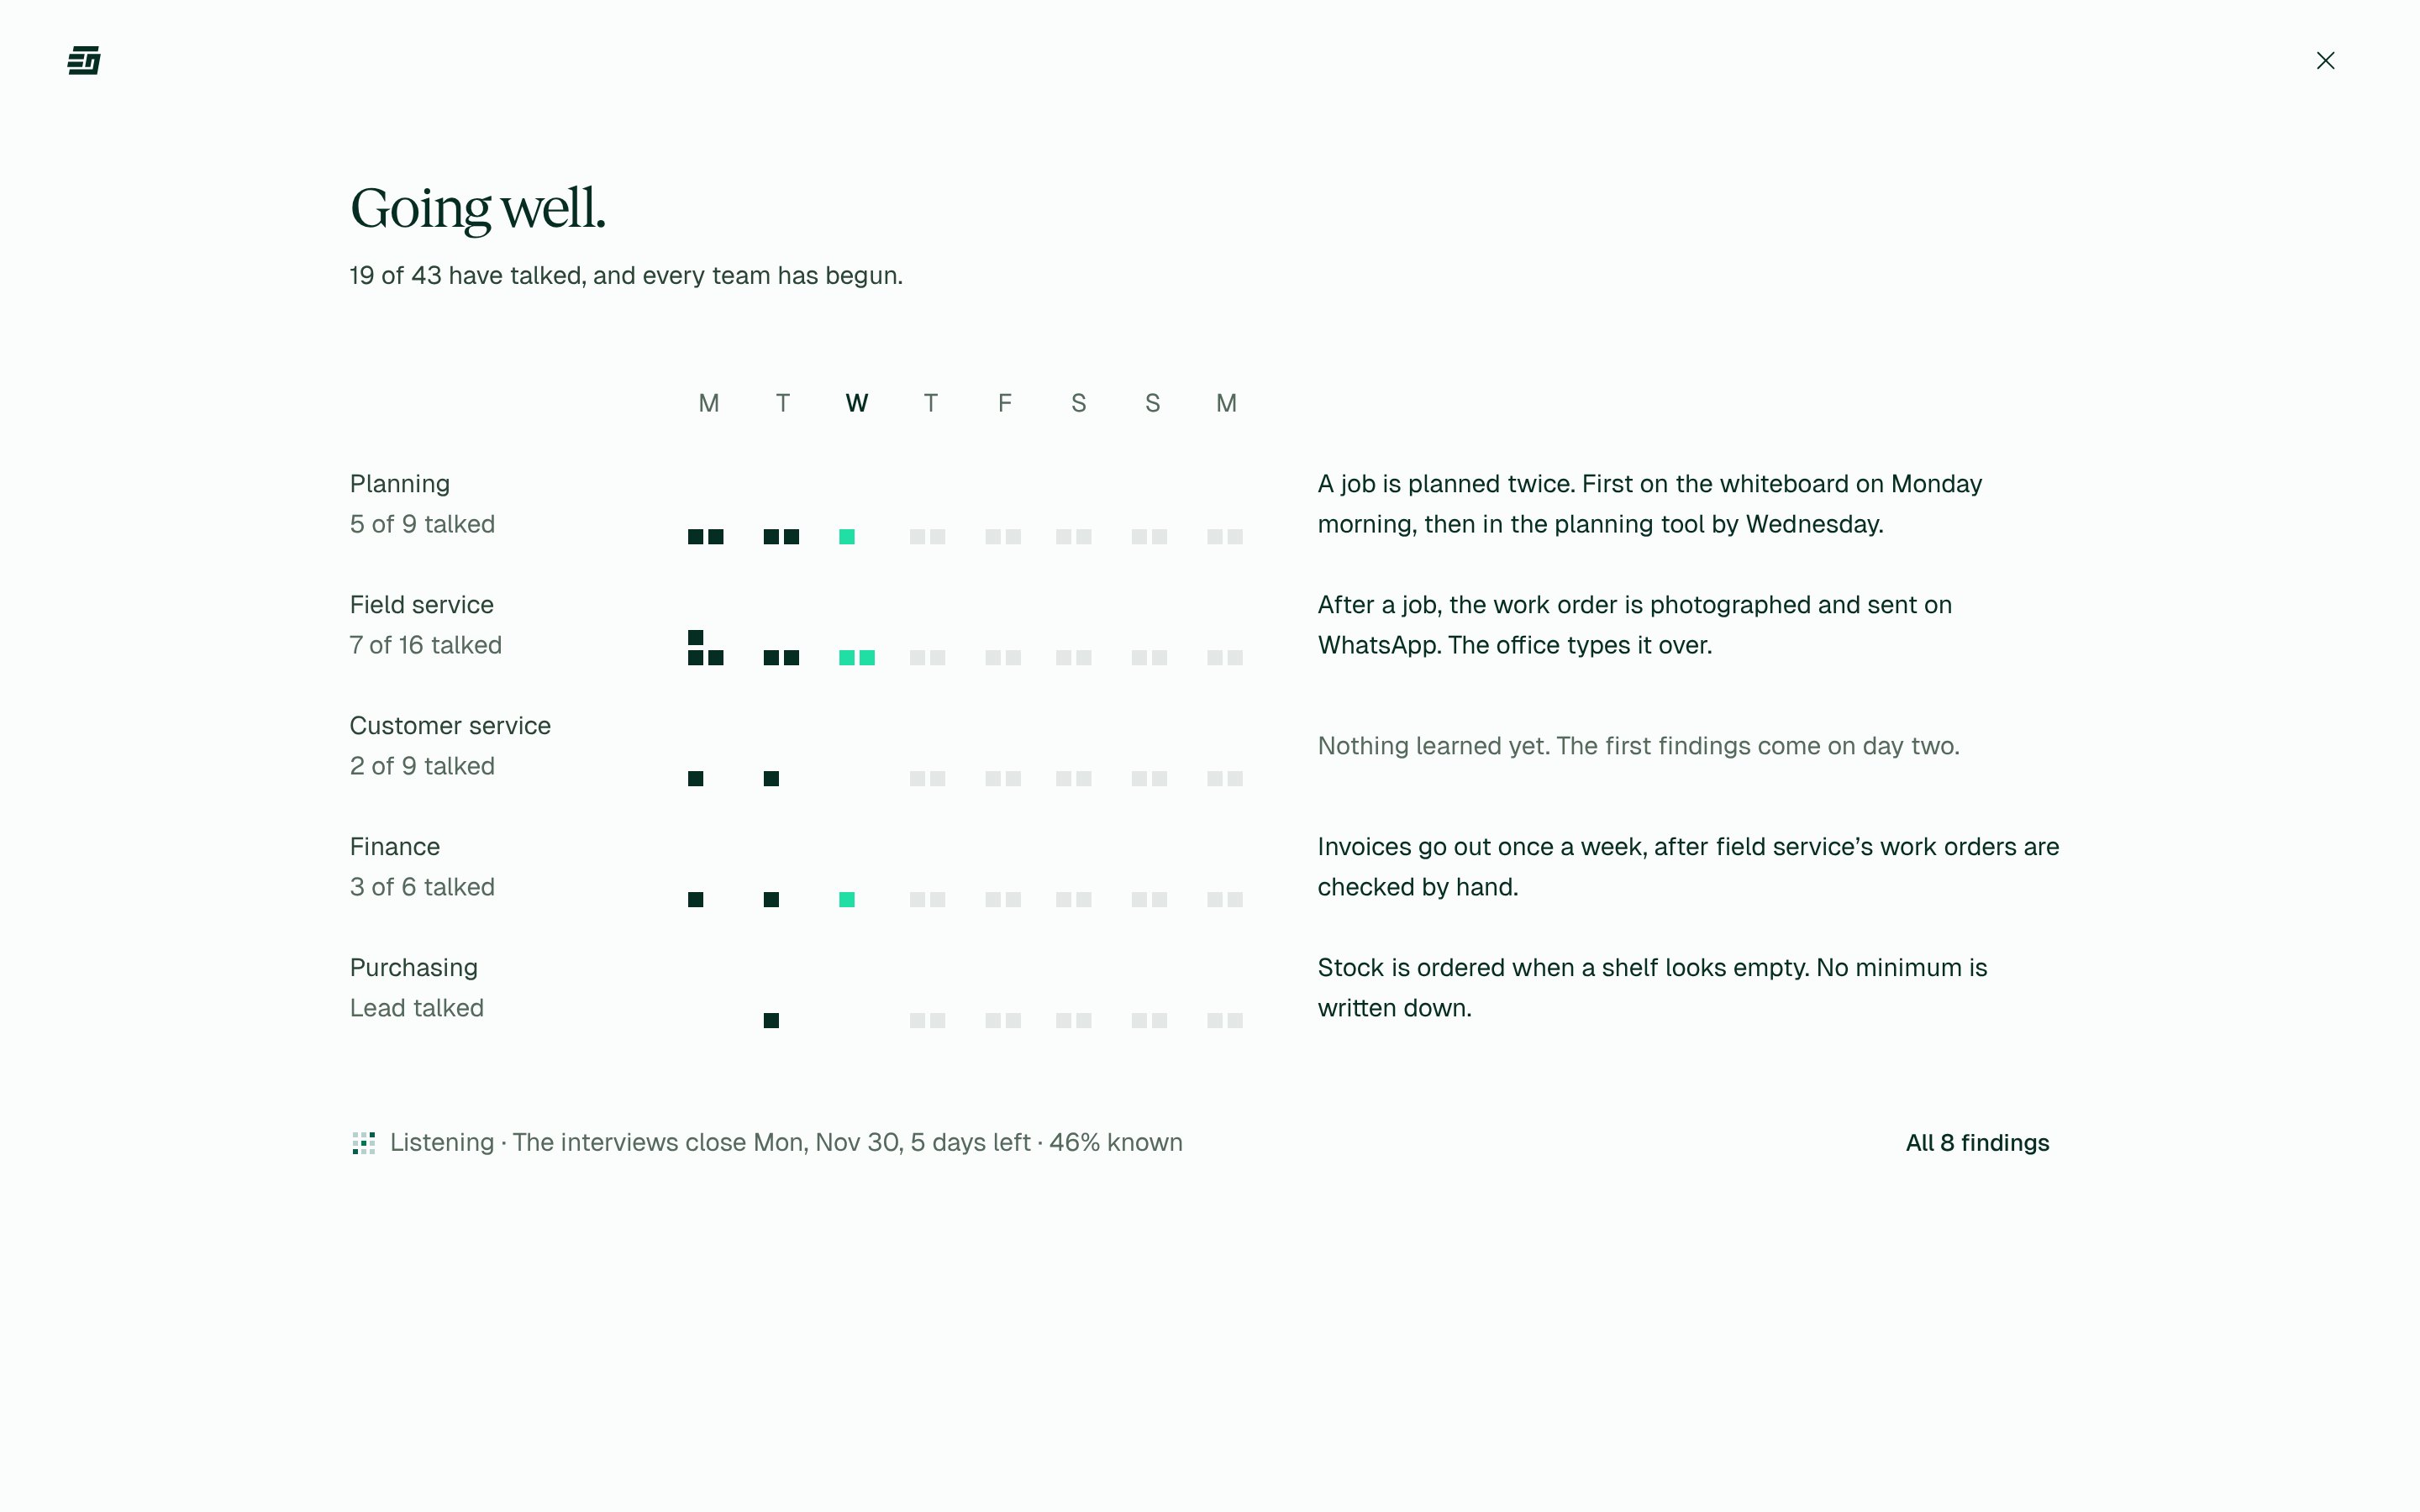 Going well.
19 of 43 have talked, and every team has begun.
M T W T F S S M
Planning
5 of 9 talked
A job is planned twice. First on the whiteboard on Monday
morning, then in the planning tool by Wednesday.
Field service
7 of 16 talked
After a job, the work order is photographed and sent on
WhatsApp. The office types it over.
Customer service
2 of 9 talked
Nothing learned yet. The first findings come on day two.
Finance
3 of 6 talked
Invoices go out once a week, after field service’s work orders are
checked by hand.
Purchasing
Lead talked
Stock is ordered when a shelf looks empty. No minimum is
written down.
Listening · The interviews close Mon, Nov 30, 5 days left · 46% known
All 8 findings